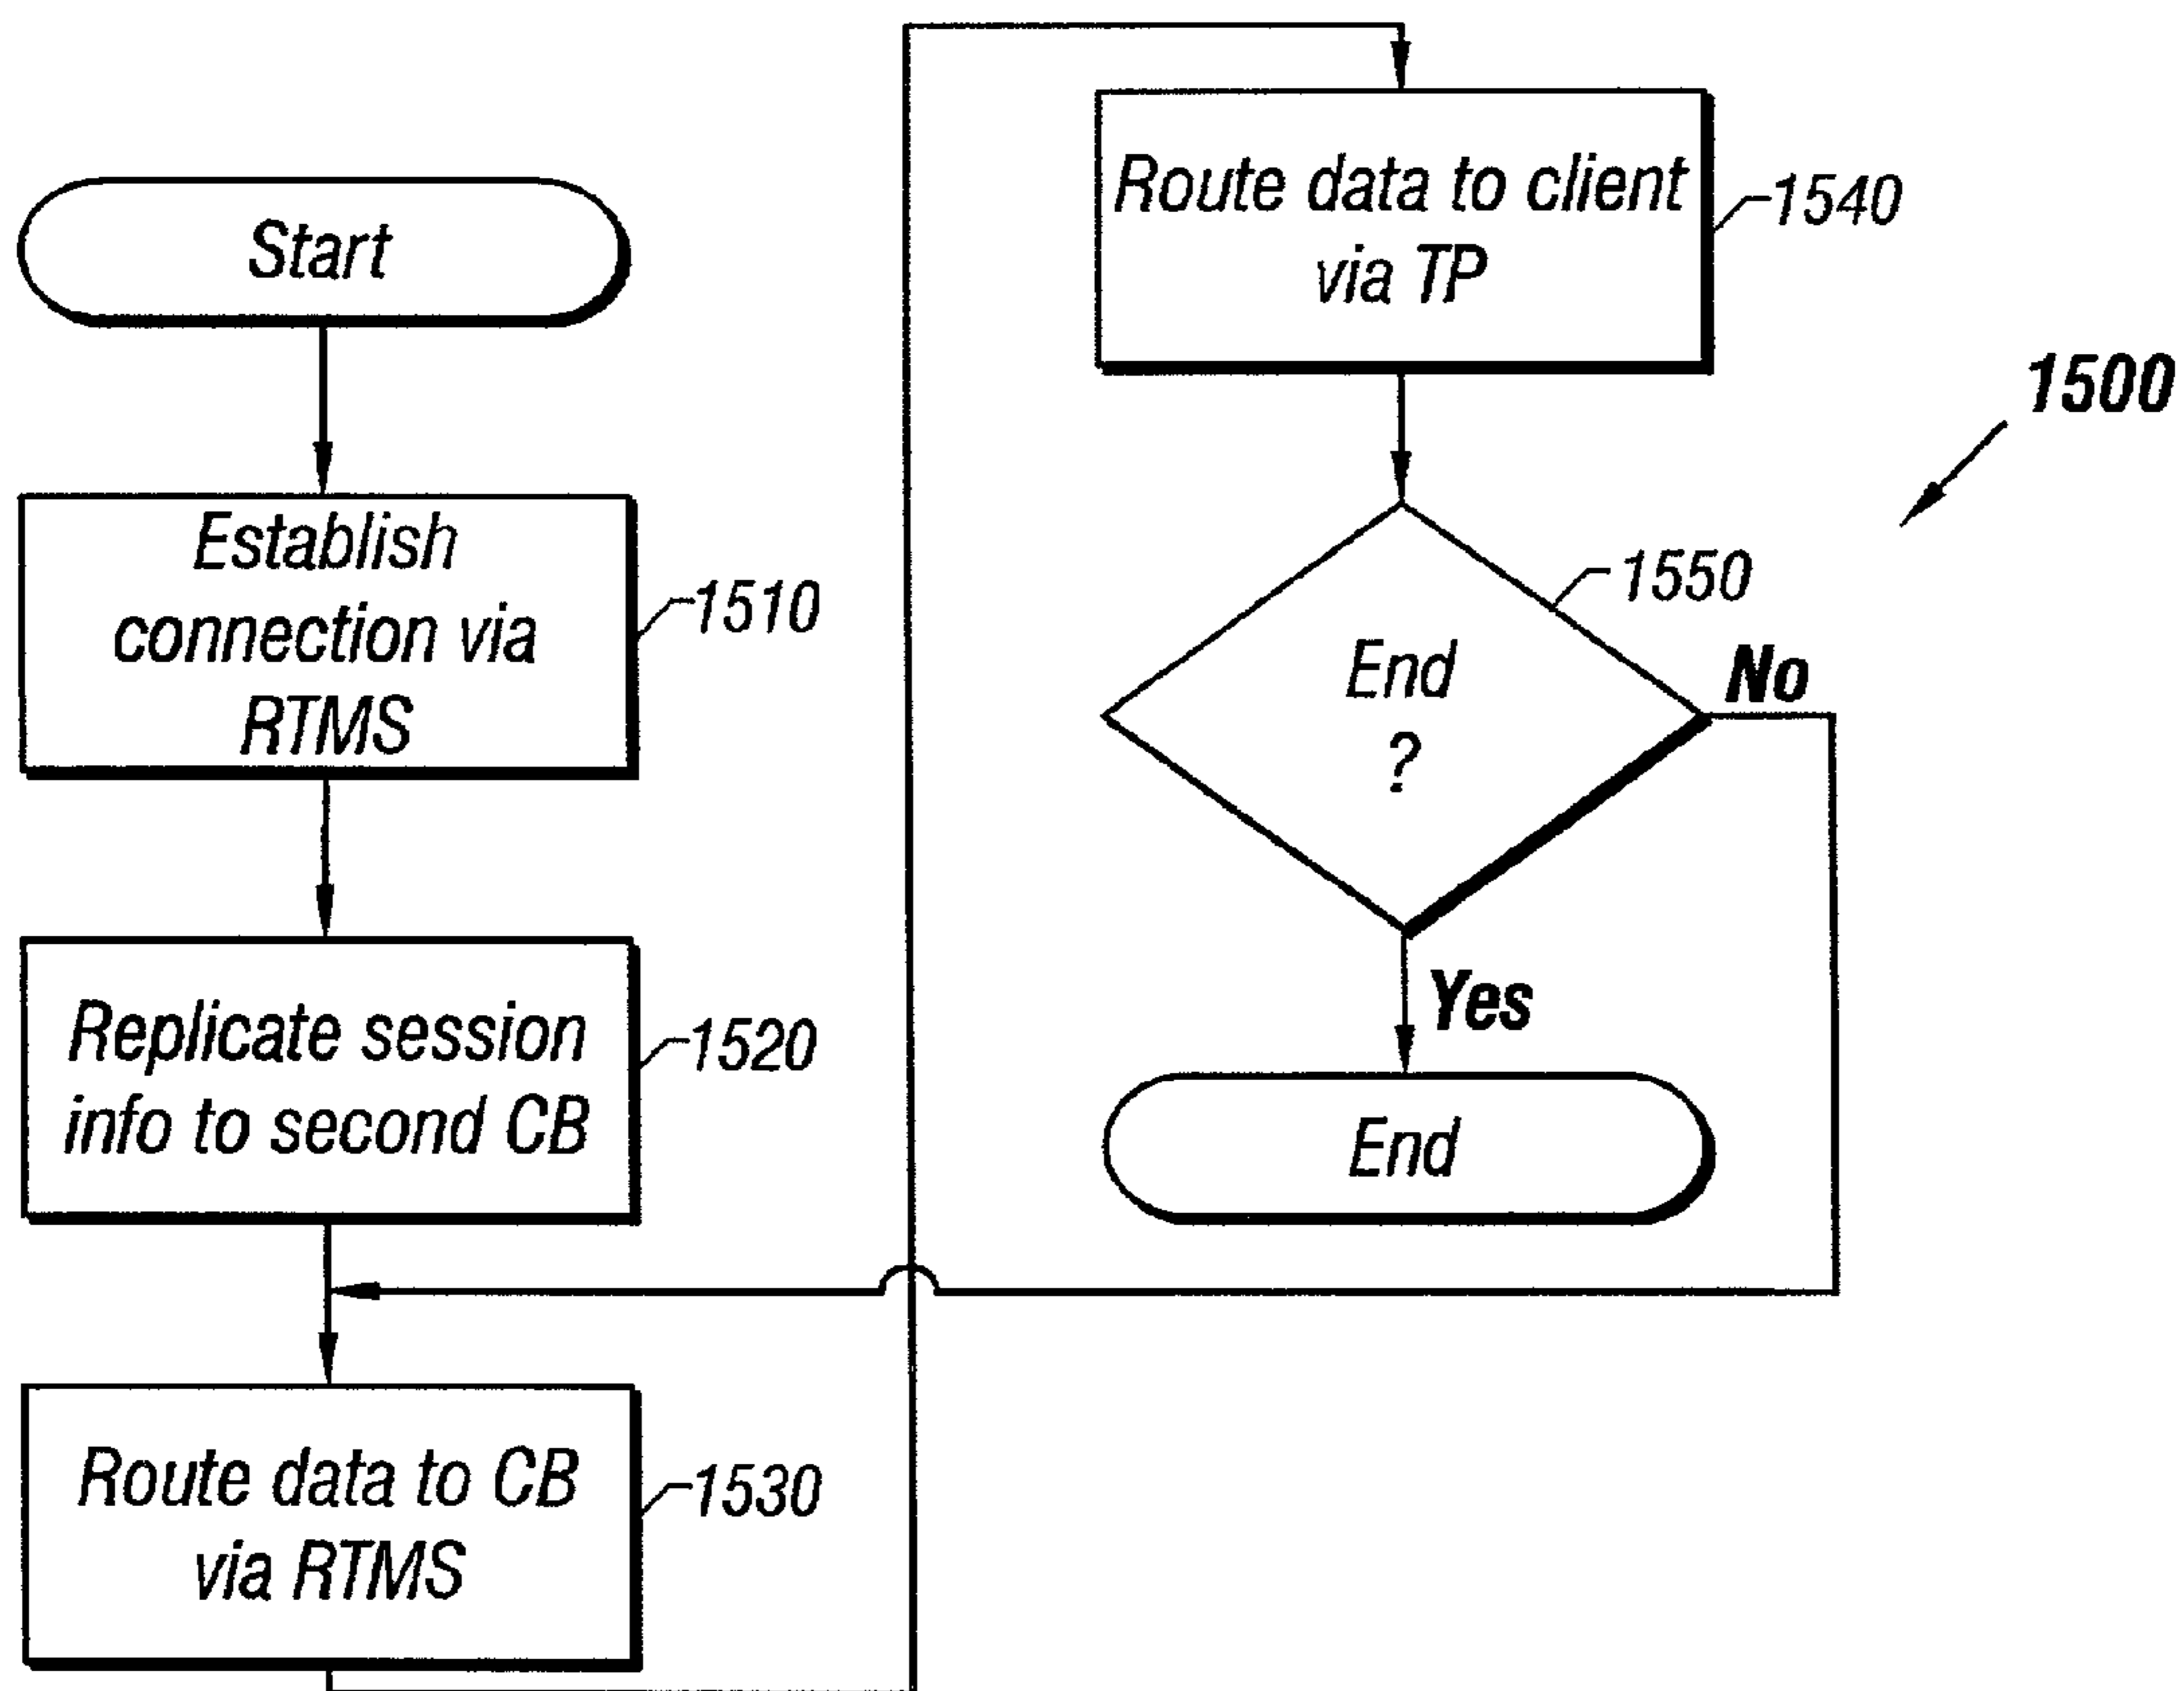 Start
Establish
connection via
RTMS
1510
Replicate session
info to second CB
1520
Route data to CB
via RTMS
1530
Route data to client
via TP
1540
1500
End
?
1550
No
Yes
End